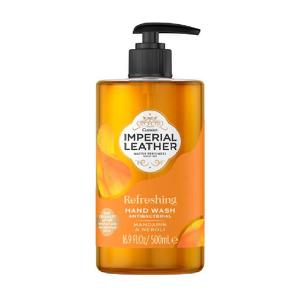 Cussons
IMPERIAL
LEATHER
Refreshing
HAND WASH
ANTIBACTERIAL
MANDARIN
& NEROLI
16.9 FL.OZ/ 500mL e